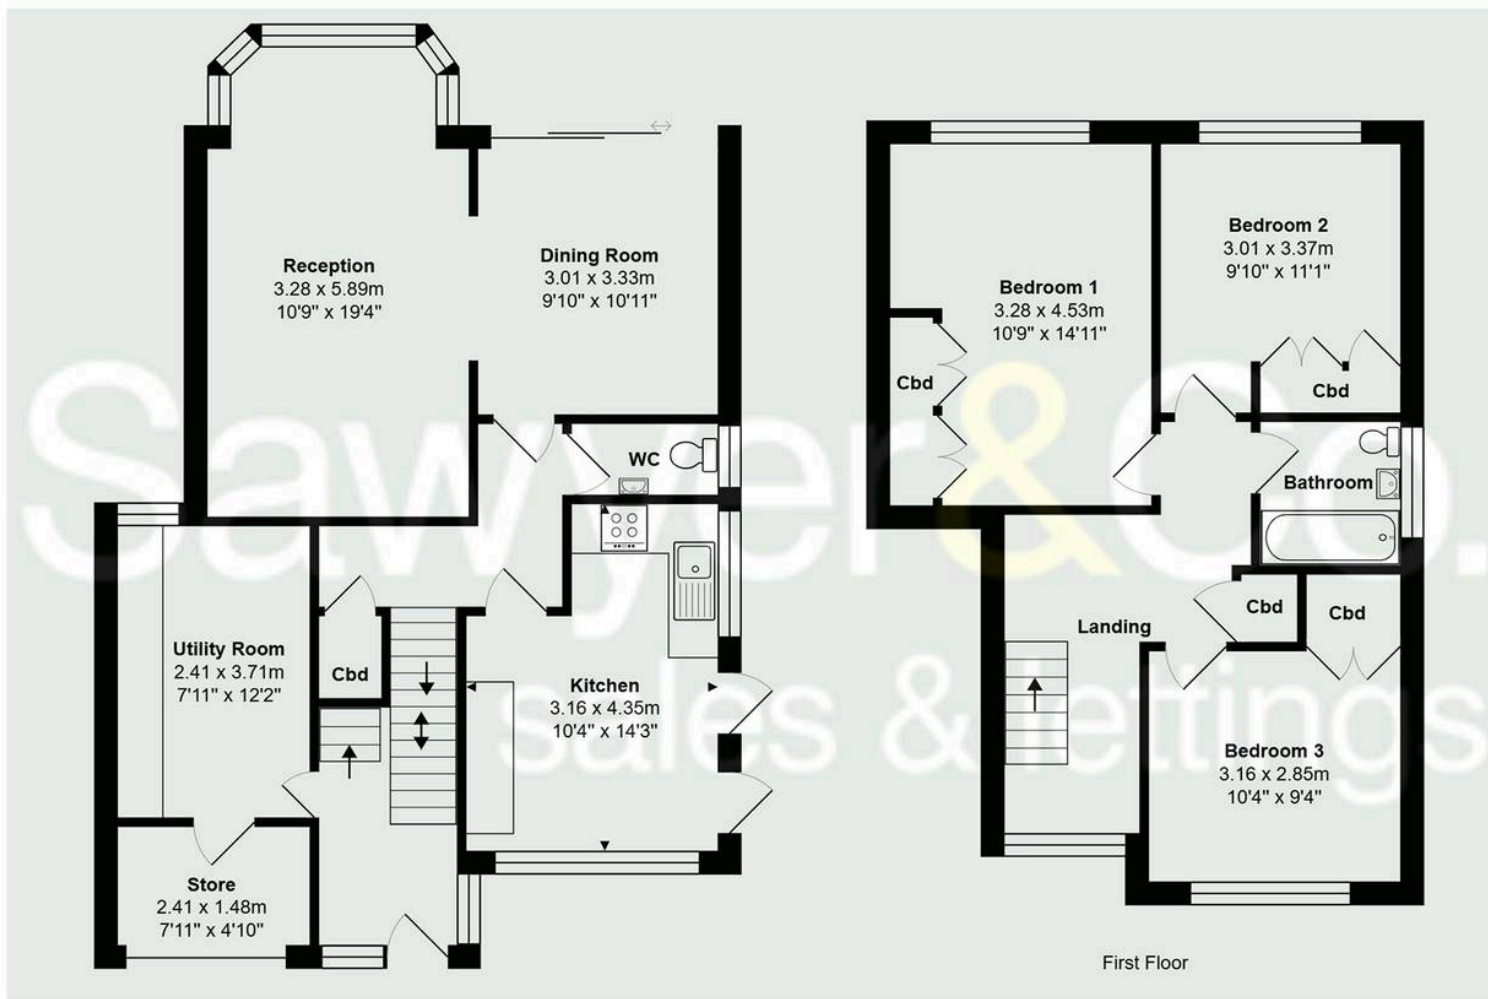 Reception
3.28 x 5.89m
10'9" x 19'4"
Dining Room
3.01 x 3.33m
9'10" x 10'11"
WC
Utility Room
2.41 x 3.71m
7'11" x 12'2"
Cbd
Kitchen
3.16 x 4.35m
10'4" x 14'3"
Store
2.41 x 1.48m
7'11" x 4'10"
Bedroom 1
3.28 x 4.53m
10'9" x 14'11"
Cbd
Bedroom 2
3.01 x 3.37m
9'10" x 11'1"
Cbd
Bathroom
Landing
Cbd
Cbd
Bedroom 3
3.16 x 2.85m
10'4" x 9'4"
First Floor
Sawyer&Co.
sales & lettings